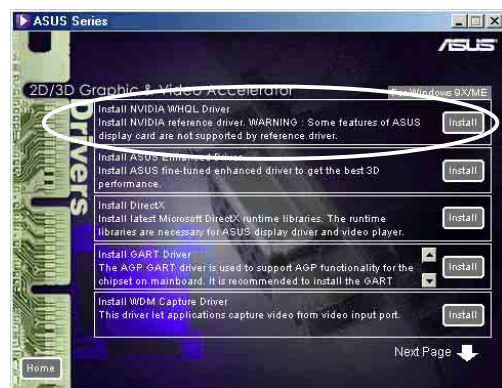 ASUS Series
ASUS
2D/3D Graphic & Video Accelerator
For Windows 9X/ME
Drivers
Install NVIDIA WHQL Driver
Install NVIDIA reference driver. WARNING : Some features of ASUS
display card are not supported by reference driver.
Install
Install ASUS Enhanced Driver
Install ASUS fine-tuned enhanced driver to get the best 3D
performance.
Install
Install DirectX
Install latest Microsoft DirectX runtime libraries. The runtime
libraries are necessary for ASUS display driver and video player.
Install
Install GART Driver
The AGP GART driver is used to support AGP functionality for the
chipset on mainboard. It is recommended to install the GART
Install
Install WDM Capture Driver
This driver let applications capture video from video input port.
Install
Next Page
Home